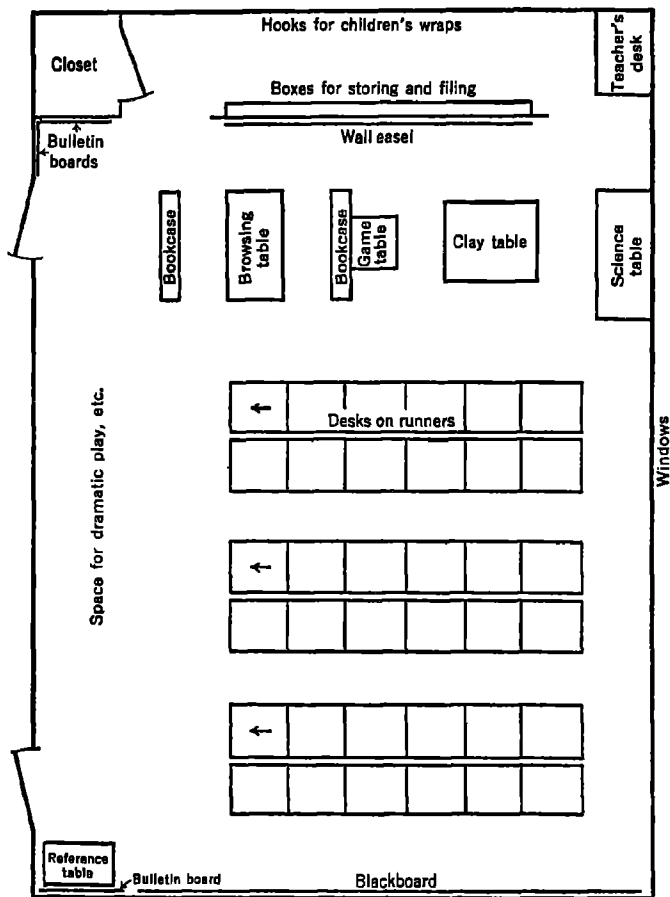 Hooks for children's wraps
Teacher's
desk
Closet
Boxes for storing and filing
Wall easel
Bulletin
boards
Bookcase
Browsing
table
Bookcase
Game
table
Clay table
Science
table
Desks on runners
Space for dramatic play, etc.
Windows
Reference
table
Bulletin board
Blackboard